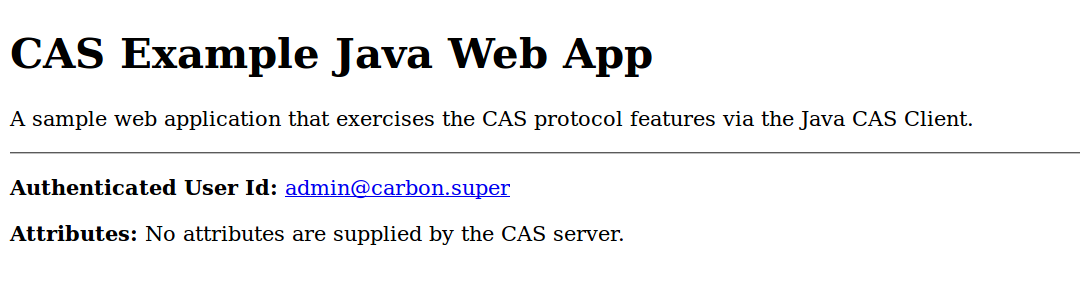 CAS Example Java Web App
A sample web application that exercises the CAS protocol features via the Java CAS Client.
Authenticated User Id: admin@carbon.super
Attributes: No attributes are supplied by the CAS server.